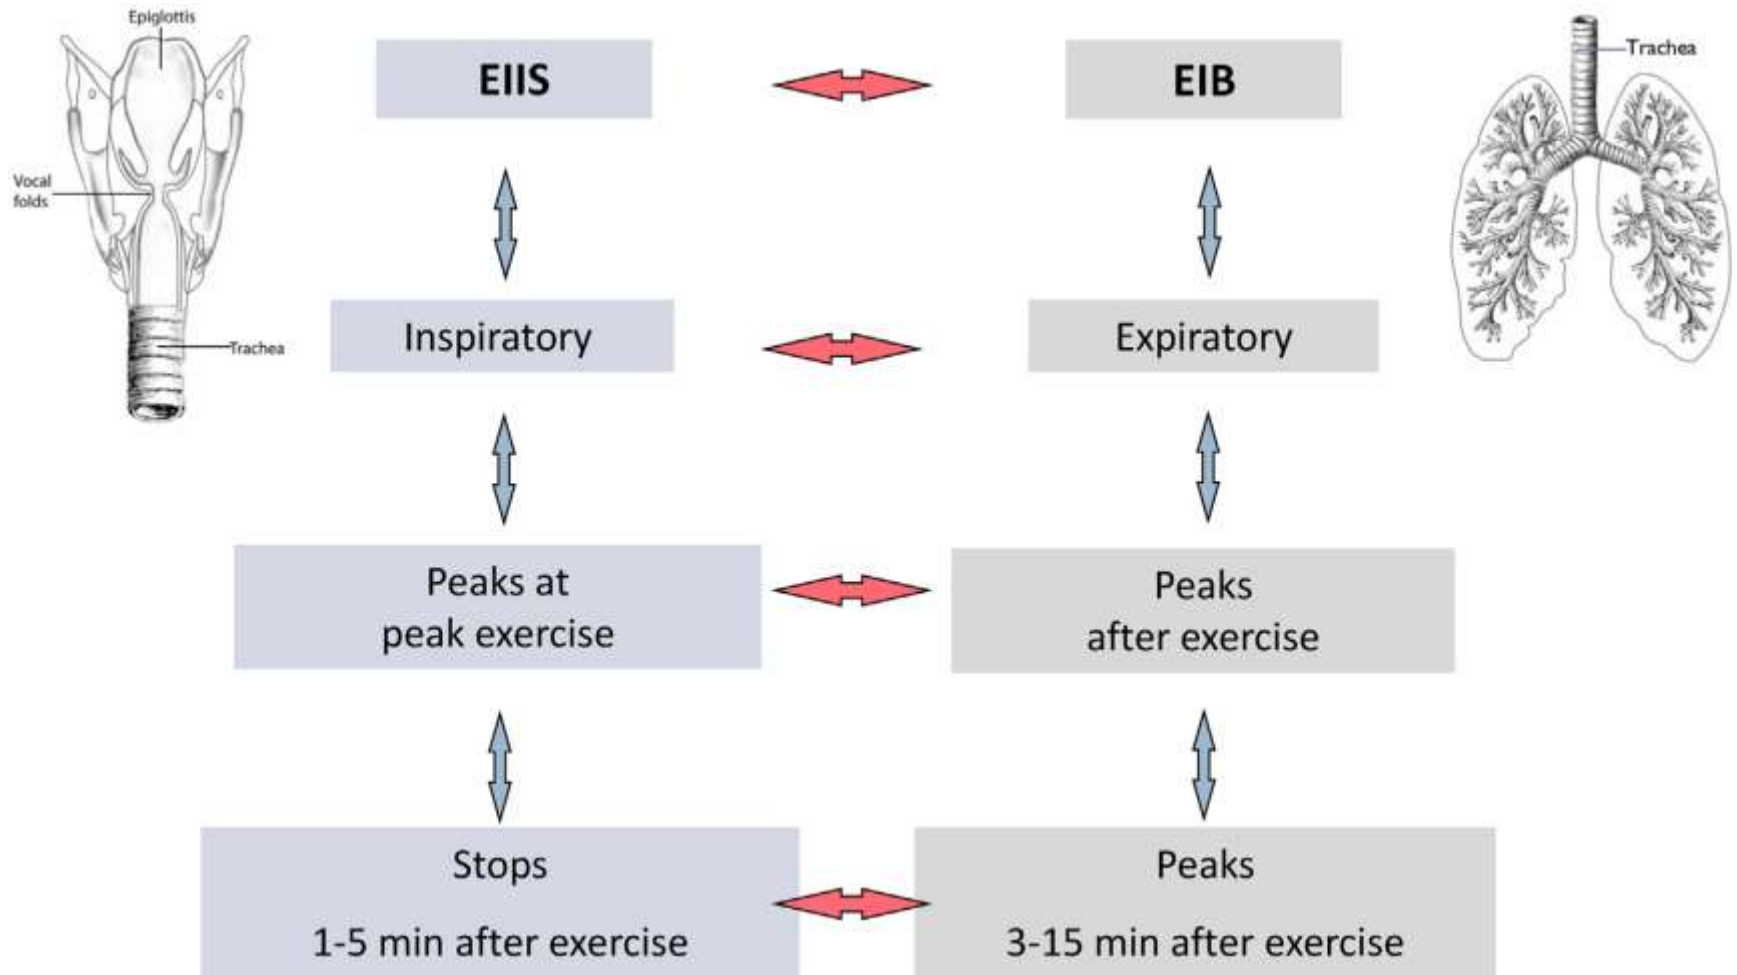 Epiglottis
Vocal
folds
Trachea
EIIS
EIB
Trachea
Inspiratory
Expiratory
Peaks at
peak exercise
Peaks
after exercise
Stops
1-5 min after exercise
Peaks
3-15 min after exercise